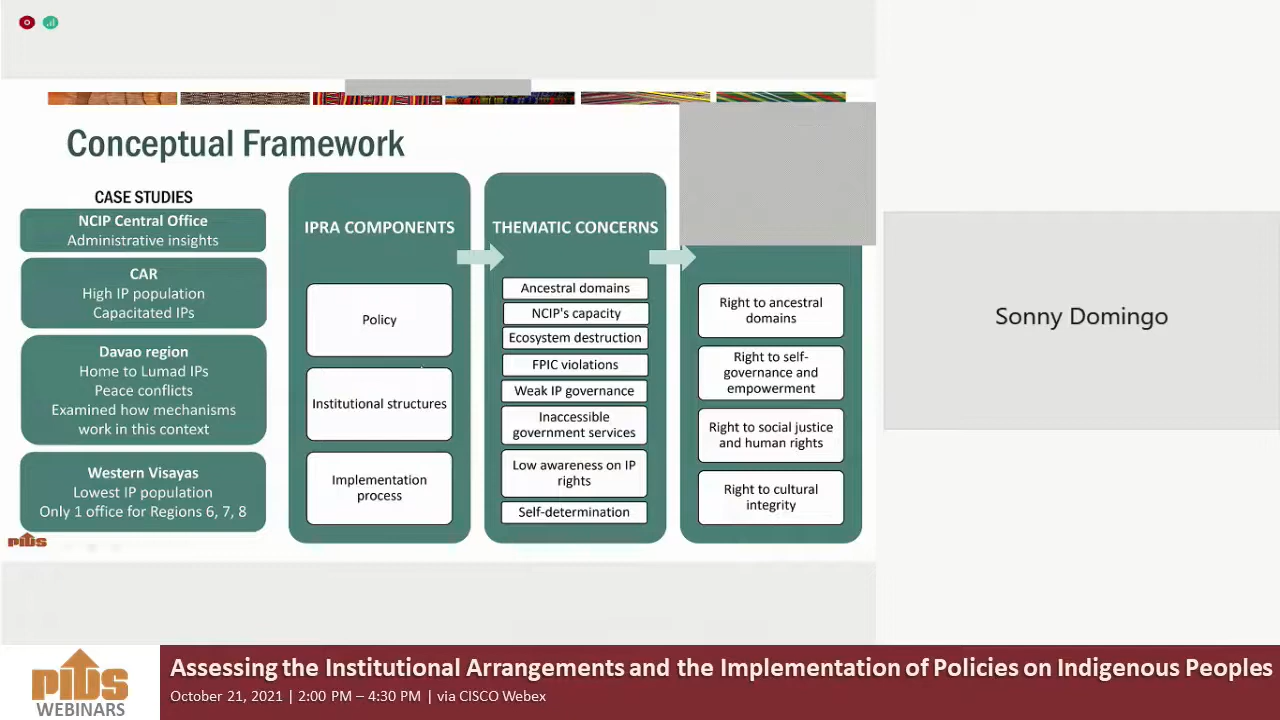 Conceptual Framework
CASE STUDIES
NCIP Central Office
Administrative insights
CAR
High IP population
Capacitated IPs
Davao region
Home to Lumad IPs
Peace conflicts
Examined how mechanisms
work in this context
Western Visayas
Lowest IP population
Only 1 office for Regions 6, 7, 8
IPRA COMPONENTS
Policy
Institutional structures
Implementation
process
THEMATIC CONCERNS
Ancestral domains
NCIP's capacity
Ecosystem destruction
FPIC violations
Weak IP governance
Inaccessible
government services
Low awareness on IP
rights
Self-determination
Right to ancestral
domains
Right to self-
governance and
empowerment
Right to social justice
and human rights
Right to cultural
integrity
pids
Sonny Domingo
pids
WEBINARS
Assessing the Institutional Arrangements and the Implementation of Policies on Indigenous Peoples
October 21, 2021 | 2:00 PM – 4:30 PM | via CISCO Webex